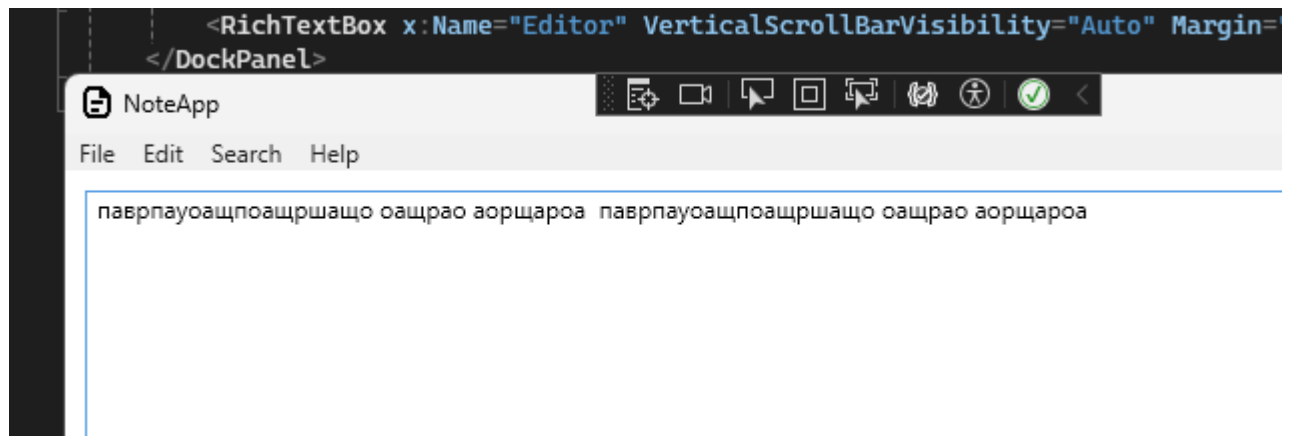 <RichTextBox x:Name="Editor" VerticalScrollBarVisibility="Auto" Margin="
</DockPanel>
NoteApp
File Edit Search Help
паврпауоащпоащршащо оащрао аорщароа  паврпауоащпоащршащо оащрао аорщароа